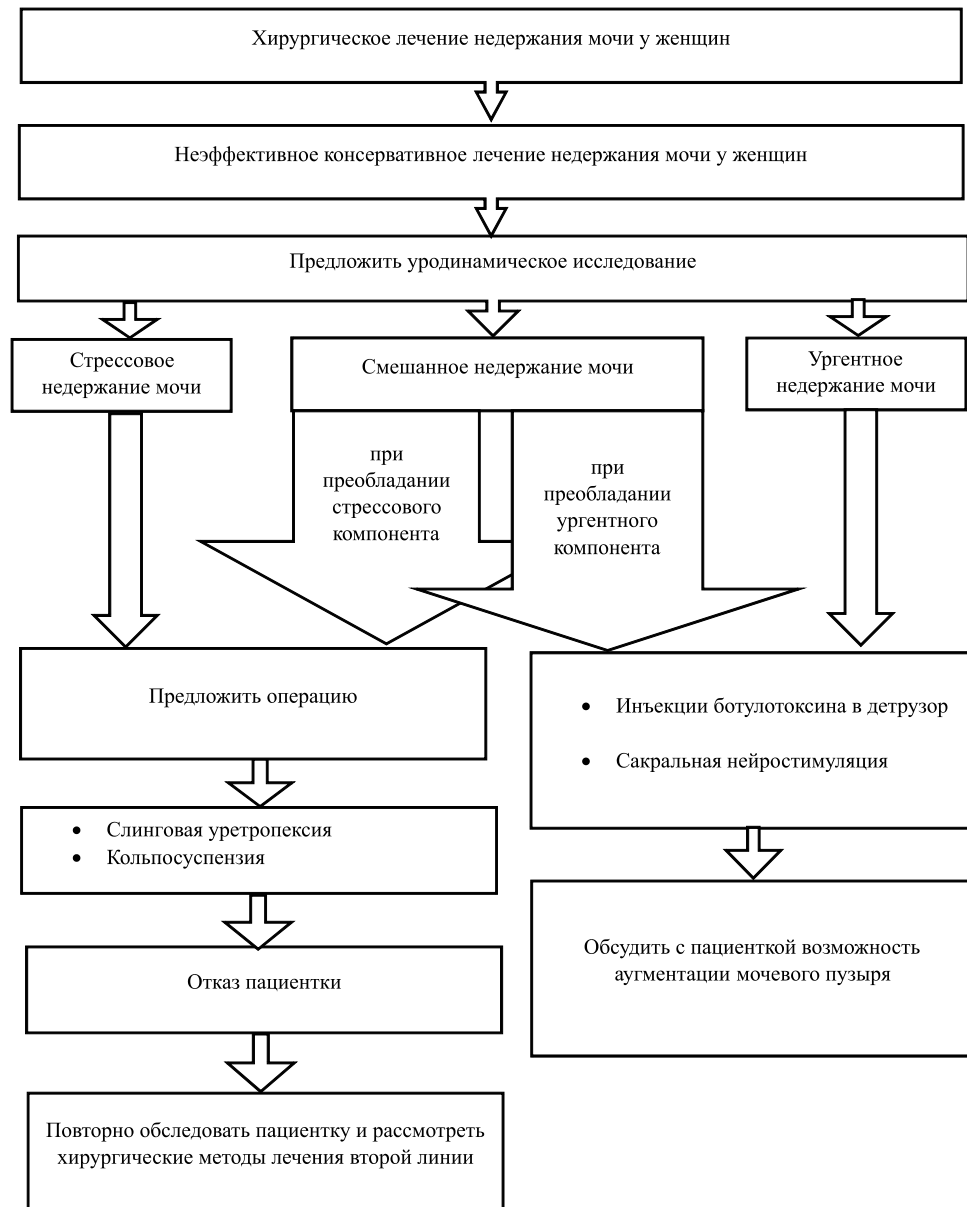 Хирургическое лечение недержания мочи у женщин
Неэффективное консервативное лечение недержания мочи у женщин
Предложить уродинамическое исследование
Стрессовое
недержание мочи
Смешанное недержание мочи
Ургентное
недержание мочи
при
преобладании
стрессового
компонента
при
преобладании
ургентного
компонента
Предложить операцию
• Слинговая уретропексия
• Кольпосуспензия
Отказ пациентки
Повторно обследовать пациентку и рассмотреть
хирургические методы лечения второй линии
• Инъекции ботулотоксина в детрузор
• Сакральная нейростимуляция
Обсудить с пациенткой возможность
аугментации мочевого пузыря